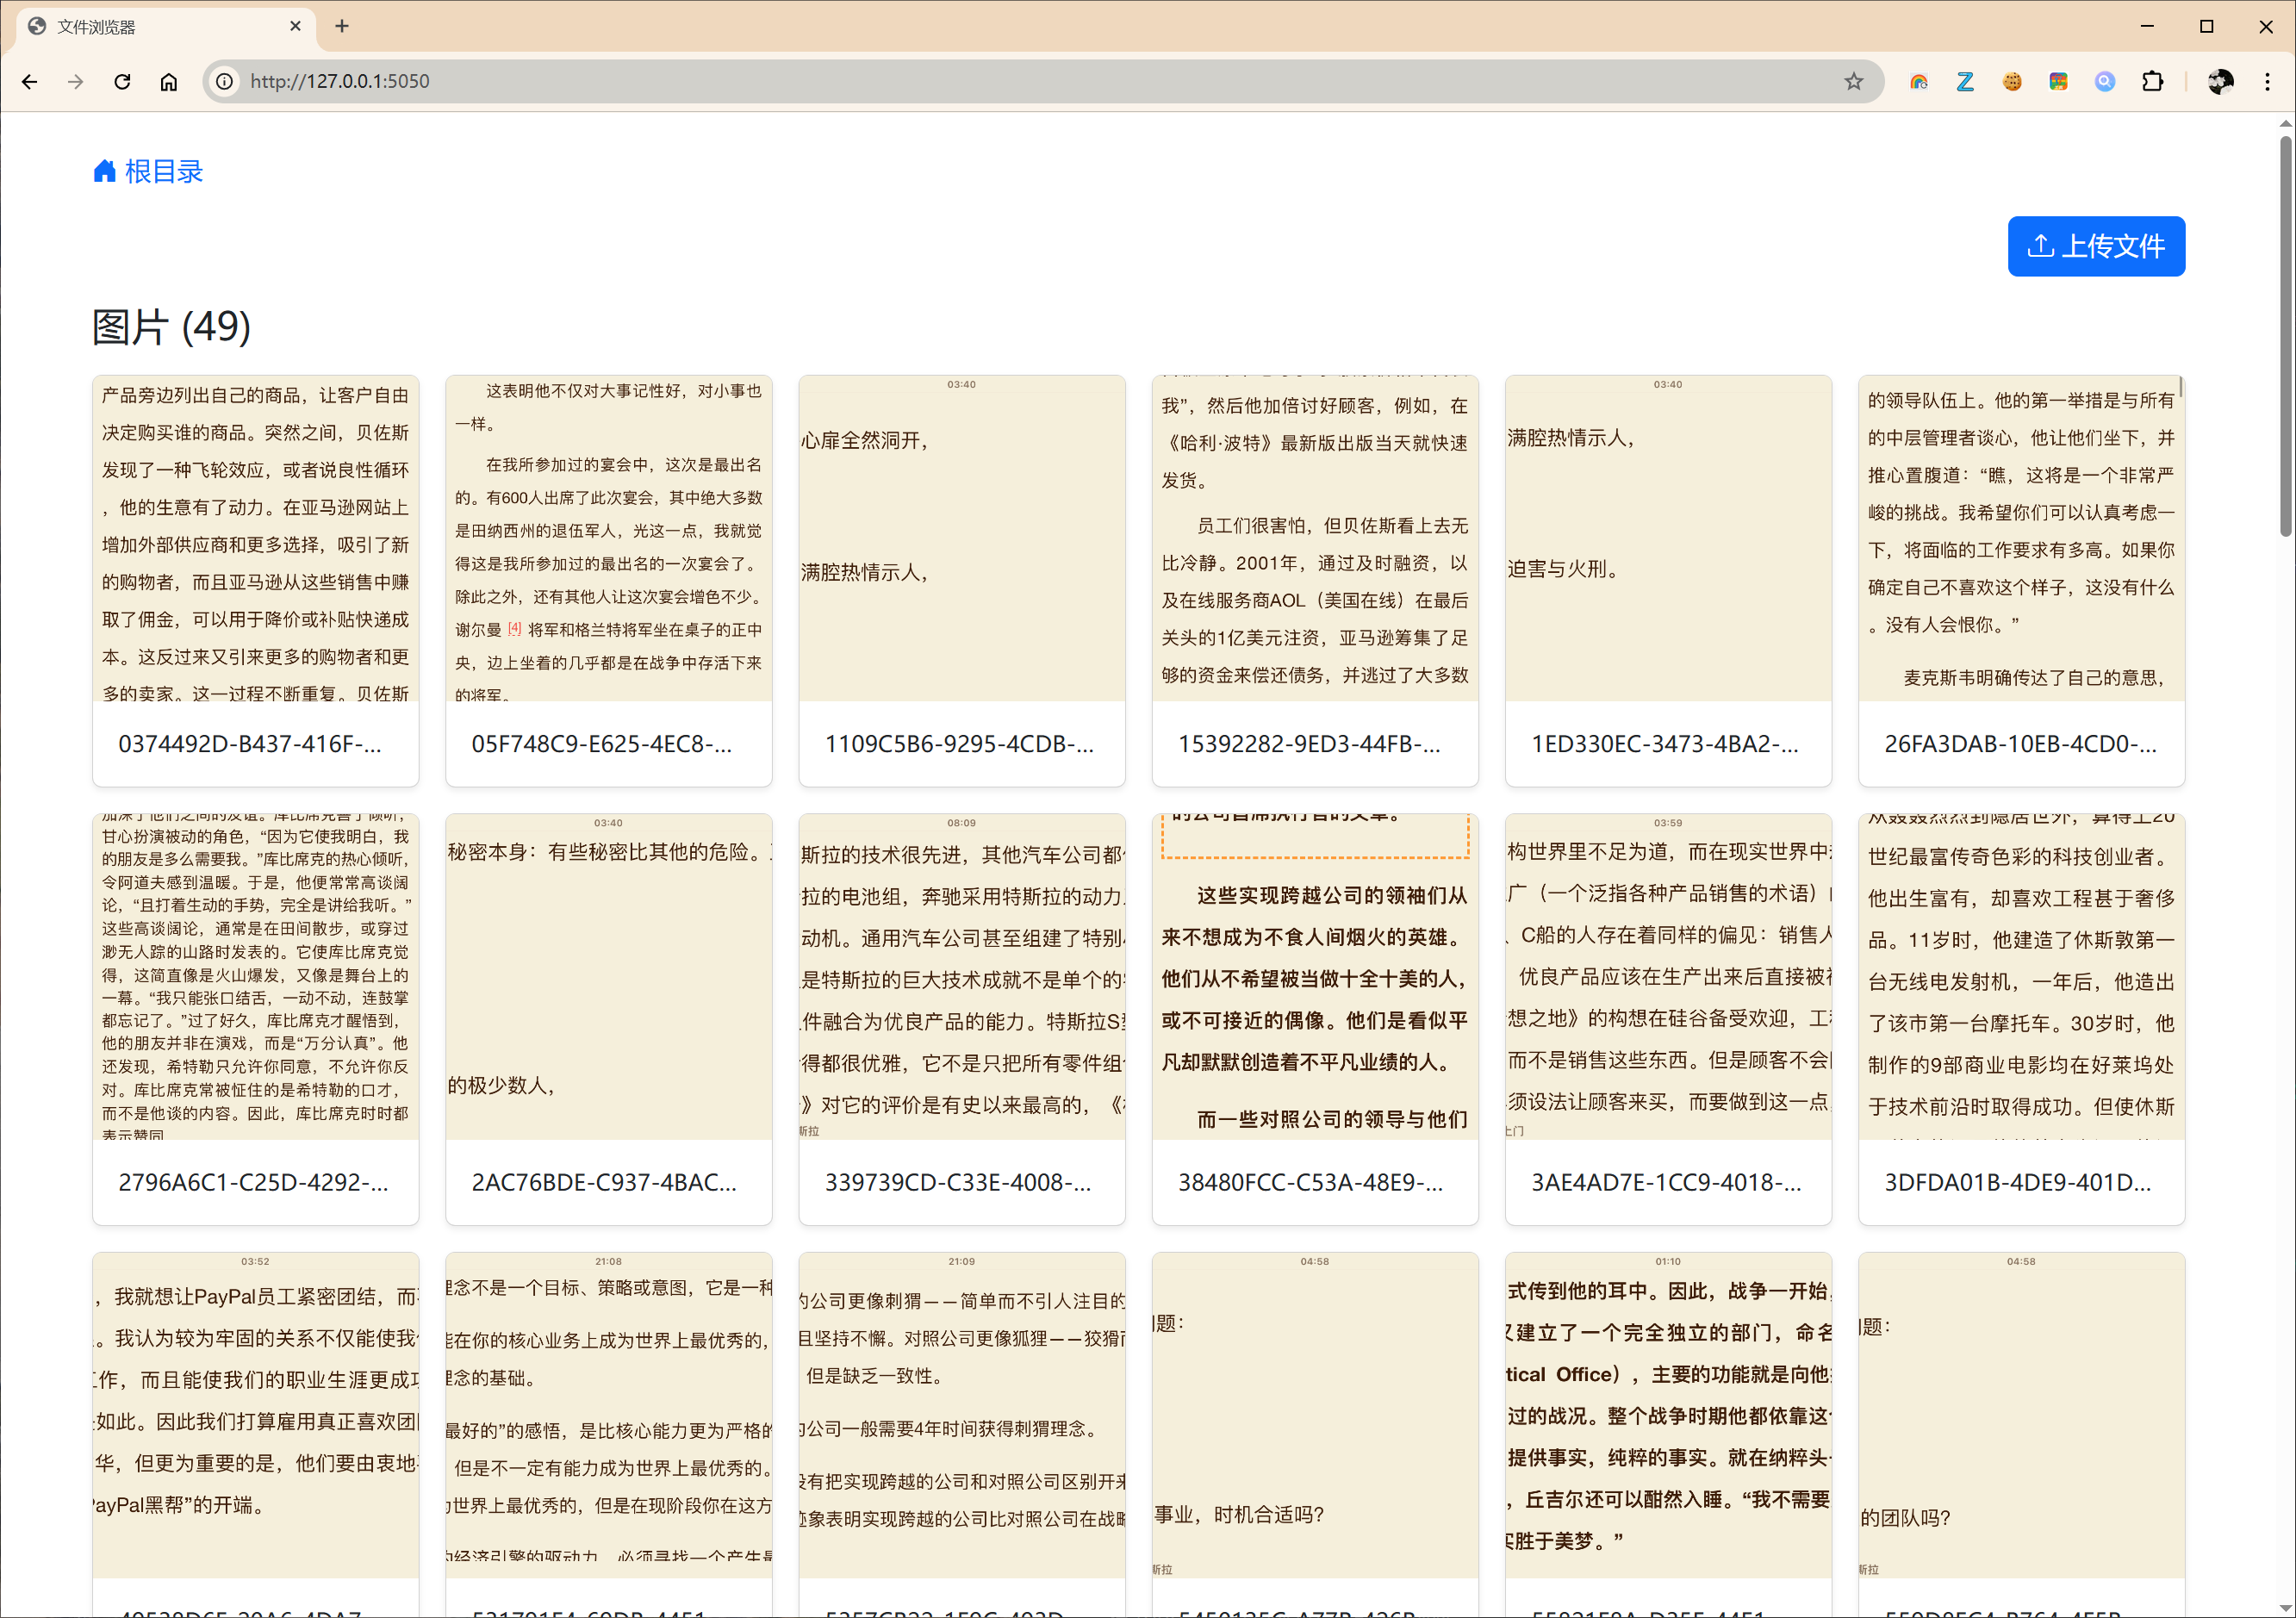 文件浏览器
http://127.0.0.1:5050
根目录
上传文件
图片 (49)
产品旁边列出自己的商品，让客户自由
决定购买谁的商品。突然之间，贝佐斯
发现了一种飞轮效应，或者说良性循环
，他的生意有了动力。在亚马逊网站上
增加外部供应商和更多选择，吸引了新
的购物者，而且亚马逊从这些销售中赚
取了佣金，可以用于降价或补贴快递成
本。这反过来又引来更多的购物者和更
多的卖家。这一过程不断重复。贝佐斯
0374492D-B437-416F-...
这表明他不仅对大事记性好，对小事也
一样。
在我所参加过的宴会中，这次是最出名
的。有600人出席了此次宴会，其中绝大多数
是田纳西州的退伍军人，光这一点，我就觉
得这是我所参加过的最出名的一次宴会了。
除此之外，还有其他人让这次宴会增色不少。
谢尔曼 [4] 将军和格兰特将军坐在桌子的正中
央，边上坐着的几乎都是在战争中存活下来
的将军。
05F748C9-E625-4EC8-...
03:40
心扉全然洞开，
满腔热情示人，
1109C5B6-9295-4CDB-...
我”，然后他加倍讨好顾客，例如，在
《哈利·波特》最新版出版当天就快速
发货。
员工们很害怕，但贝佐斯看上去无
比冷静。2001年，通过及时融资，以
及在线服务商AOL（美国在线）在最后
关头的1亿美元注资，亚马逊筹集了足
够的资金来偿还债务，并逃过了大多数
15392282-9ED3-44FB-...
03:40
满腔热情示人，
迫害与火刑。
1ED330EC-3473-4BA2-...
的领导队伍上。他的第一举措是与所有
的中层管理者谈心，他让他们坐下，并
推心置腹道：“瞧，这将是一个非常严
峻的挑战。我希望你们可以认真考虑一
下，将面临的工作要求有多高。如果你
确定自己不喜欢这个样子，这没有什么
。没有人会恨你。”
麦克斯韦明确传达了自己的意思，
26FA3DAB-10EB-4CD0-...
加深了他们之间的友谊。库比席克善于倾听，
甘心扮演被动的角色，“因为它使我明白，我
的朋友是多么需要我。”库比席克的热心倾听，
令阿道夫感到温暖。于是，他便常常高谈阔
论，“且打着生动的手势，完全是讲给我听。”
这些高谈阔论，通常是在田间散步，或穿过
渺无人踪的山路时发表的。它使库比席克觉
得，这简直像是火山爆发，又像是舞台上的
一幕。“我只能张口结舌，一动不动，连鼓掌
都忘记了。”过了好久，库比席克才醒悟到，
他的朋友并非在演戏，而是“万分认真”。他
还发现，希特勒只允许你同意，不允许你反
对。库比席克常被怔住的是希特勒的口才，
而不是他谈的内容。因此，库比席克时时都
表示赞同
2796A6C1-C25D-4292-...
03:40
秘密本身：有些秘密比其他的危险。
的极少数人，
2AC76BDE-C937-4BAC...
08:09
斯拉的技术很先进，其他汽车公司都
拉的电池组，奔驰采用特斯拉的动力
动机。通用汽车公司甚至组建了特别
是特斯拉的巨大技术成就不是单个的
件融合为优良产品的能力。特斯拉S
得都很优雅，它不是只把所有零件组
》对它的评价是有史以来最高的，《
斯拉
339739CD-C33E-4008-...
的公司首席执行官的文章。
这些实现跨越公司的领袖们从
来不想成为不食人间烟火的英雄。
他们从不希望被当做十全十美的人，
或不可接近的偶像。他们是看似平
凡却默默创造着不平凡业绩的人。
而一些对照公司的领导与他们
38480FCC-C53A-48E9-...
03:59
构世界里不足为道，而在现实世界中
广（一个泛指各种产品销售的术语）
、C船的人存在着同样的偏见：销售人
优良产品应该在生产出来后直接被
想之地》的构想在硅谷备受欢迎，工
而不是销售这些东西。但是顾客不会
须设法让顾客来买，而要做到这一点
上门
3AE4AD7E-1CC9-4018-...
从轰轰烈烈到隐居世外，算得上20
世纪最富传奇色彩的科技创业者。
他出生富有，却喜欢工程甚于奢侈
品。11岁时，他建造了休斯敦第一
台无线电发射机，一年后，他造出
了该市第一台摩托车。30岁时，他
制作的9部商业电影均在好莱坞处
于技术前沿时取得成功。但使休斯
3DFDA01B-4DE9-401D...
03:52
，我就想让PayPal员工紧密团结，而
。我认为较为牢固的关系不仅能使我
工作，而且能使我们的职业生涯更成功
如此。因此我们打算雇用真正喜欢团
华，但更为重要的是，他们要由衷地
PayPal黑帮”的开端。
21:08
理念不是一个目标、策略或意图，它是一种
能在你的核心业务上成为世界上最优秀的，
理念的基础。
最好的”的感悟，是比核心能力更为严格的
但是不一定有能力成为世界上最优秀的。
为世界上最优秀的，但是在现阶段你在这方
的经济引擎的驱动力，必须寻找一个产生最
21:09
的公司更像刺猬——简单而不引人注目的
且坚持不懈。对照公司更像狐狸——狡猾
但是缺乏一致性。
的公司一般需要4年时间获得刺猬理念。
没有把实现跨越的公司和对照公司区别开来
迹象表明实现跨越的公司比对照公司在战略
04:58
问题：
事业，时机合适吗？
斯拉
01:10
式传到他的耳中。因此，战争一开始，
又建立了一个完全独立的部门，命名
tical Office），主要的功能就是向他
过的战况。整个战争时期他都依靠这
提供事实，纯粹的事实。就在纳粹头
，丘吉尔还可以酣然入睡。“我不需要
实胜于美梦。”
04:58
问题：
的团队吗？
斯拉